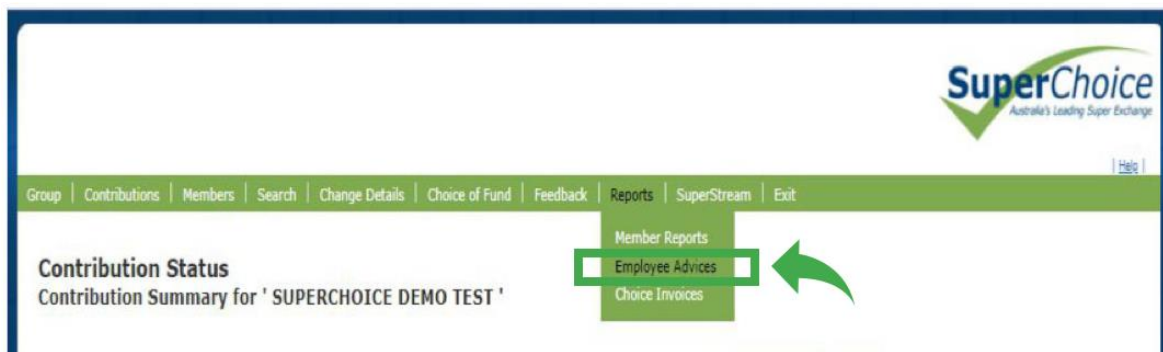 SuperChoice
Australia's Leading Super Exchange
| Help |
Group | Contributions | Members | Search | Change Details | Choice of Fund | Feedback | Reports | SuperStream | Exit
Member Reports
Employee Advices
Choice Invoices
Contribution Status
Contribution Summary for ' SUPERCHOICE DEMO TEST '